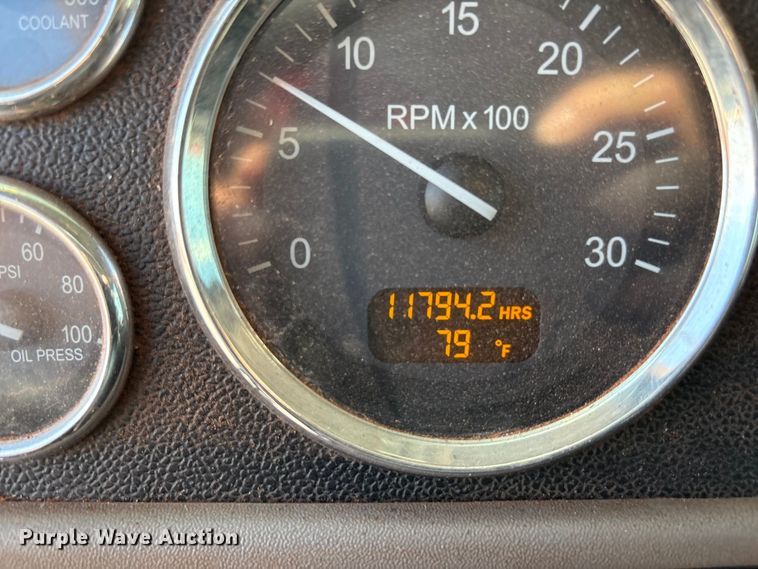 COOLANT
15
10
20
RPM x 100
5
25
0
30
11794.2 HRS
79 °F
60
PSI
80
100
OIL PRESS
Purple Wave Auction